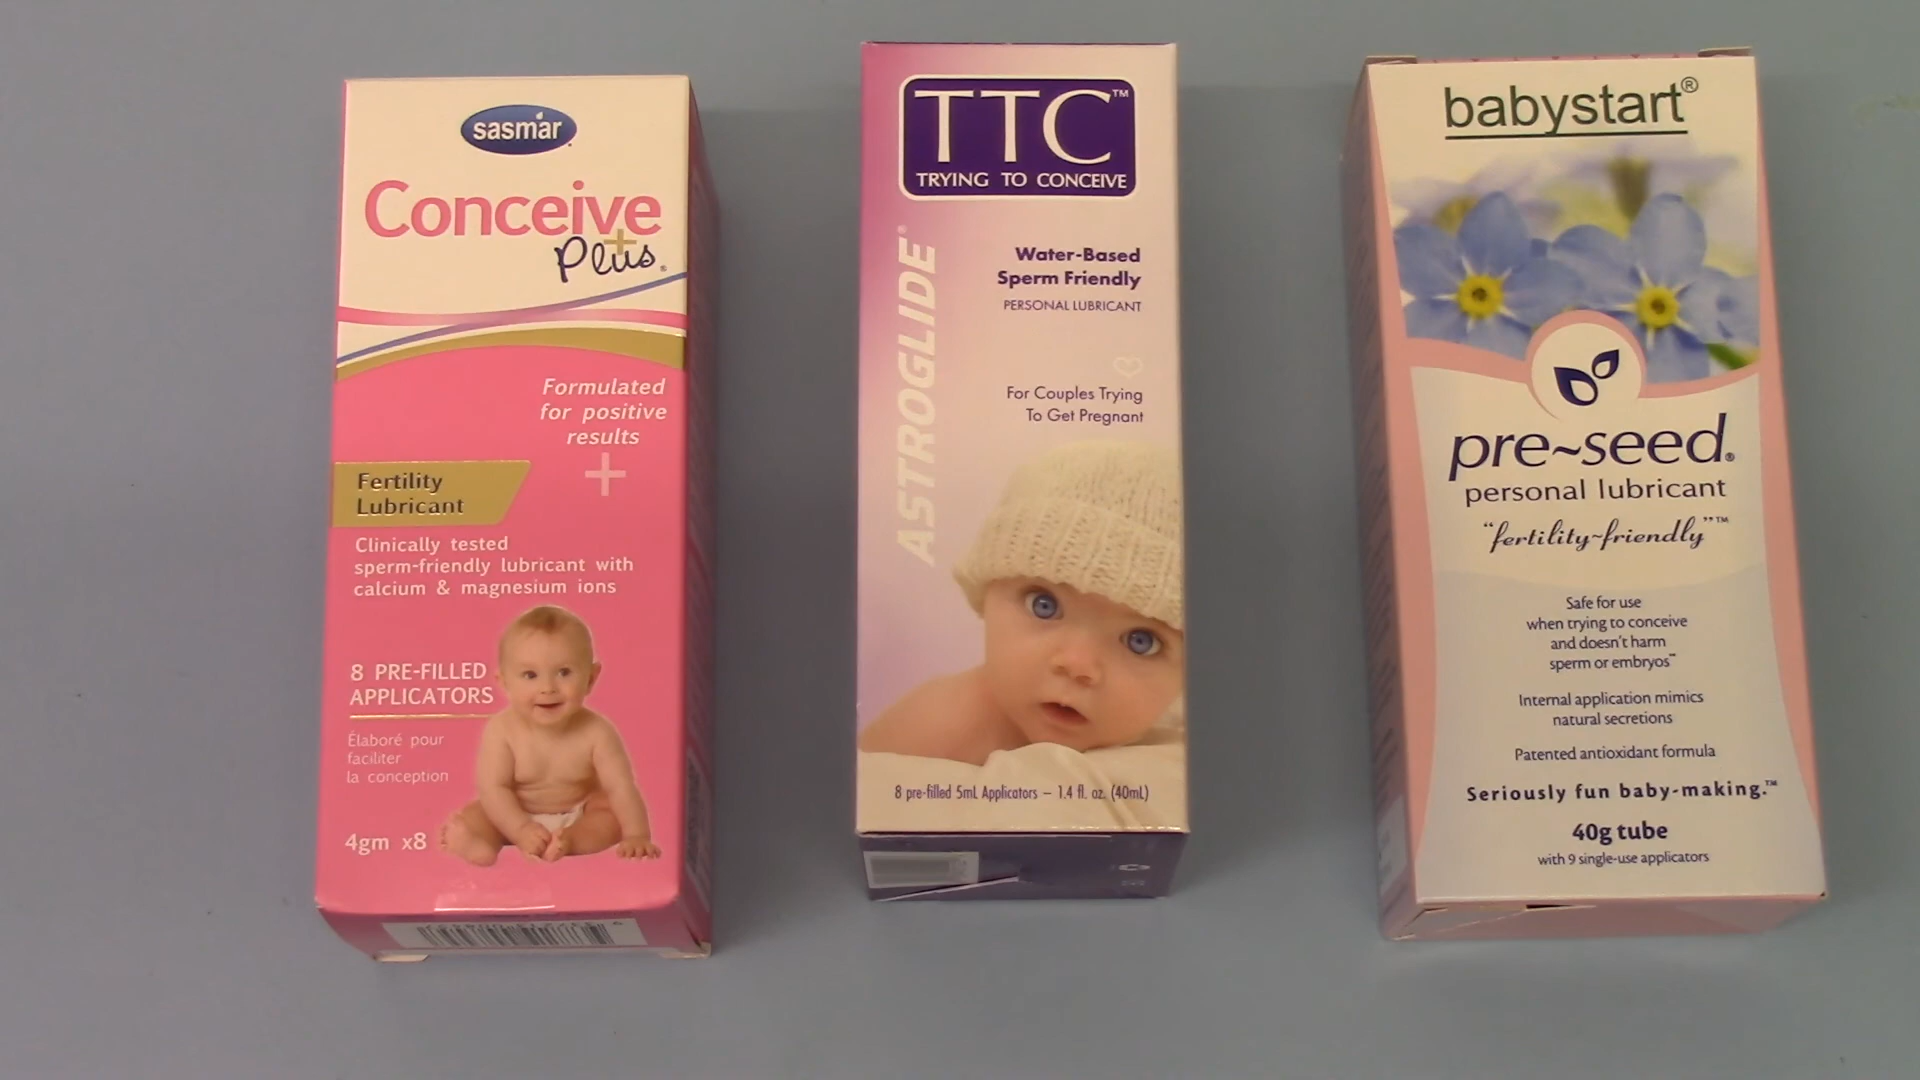 sasmar
Conceive
Plus®
Formulated
for positive
results
Fertility
Lubricant
Clinically tested
sperm-friendly lubricant with
calcium & magnesium ions
8 PRE-FILLED
APPLICATORS
Élaboré pour
faciliter
la conception
4gm x8
TTC™
TRYING TO CONCEIVE
ASTROGLIDE®
Water-Based
Sperm Friendly
PERSONAL LUBRICANT
For Couples Trying
To Get Pregnant
8 pre-filled 5mL Applicators – 1.4 fl. oz. (40mL)
babystart®
pre~seed®
personal lubricant
"fertility~friendly"™
Safe for use
when trying to conceive
and doesn't harm
sperm or embryos™
Internal application mimics
natural secretions
Patented antioxidant formula
Seriously fun baby-making.™
40g tube
with 9 single-use applicators